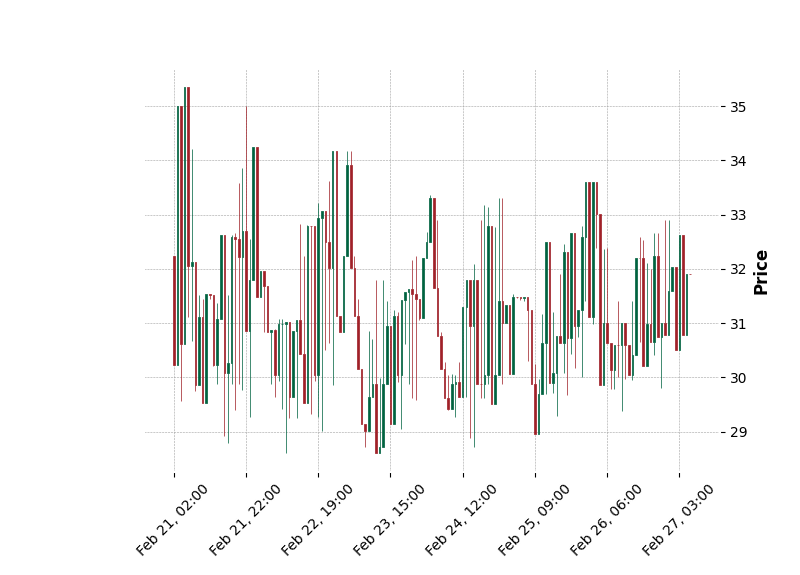 35
34
33
32
31
30
29
Price
Feb 21, 02:00
Feb 21, 22:00
Feb 22, 19:00
Feb 23, 15:00
Feb 24, 12:00
Feb 25, 09:00
Feb 26, 06:00
Feb 27, 03:00